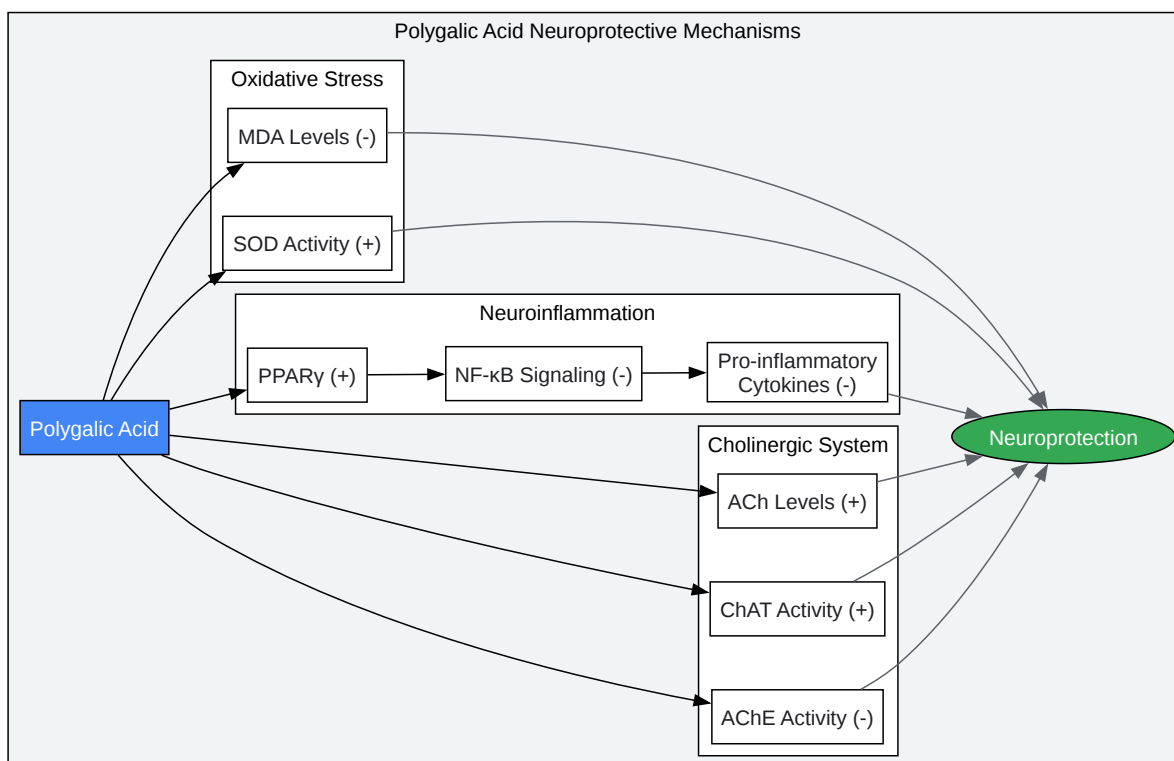 Polygalic Acid Neuroprotective Mechanisms
Oxidative Stress
MDA Levels (-)
SOD Activity (+)
Neuroinflammation
PPARγ (+)
NF-κB Signaling (-)
Pro-inflammatory
Cytokines (-)
Polygalic Acid
Neuroprotection
Cholinergic System
ACh Levels (+)
ChAT Activity (+)
AChE Activity (-)